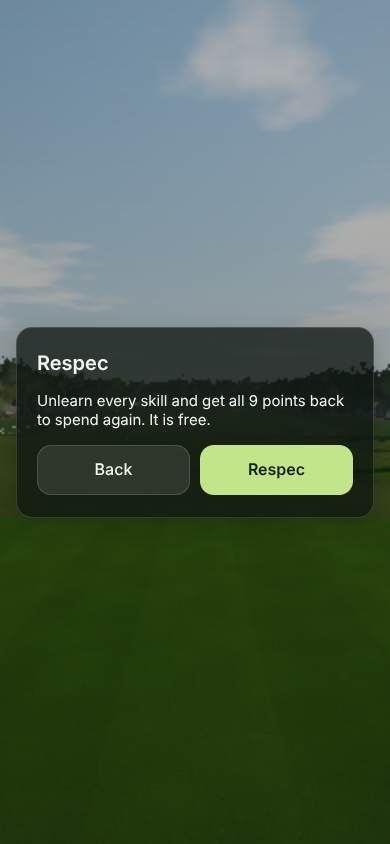 Respec
Unlearn every skill and get all 9 points back
to spend again. It is free.
Back
Respec